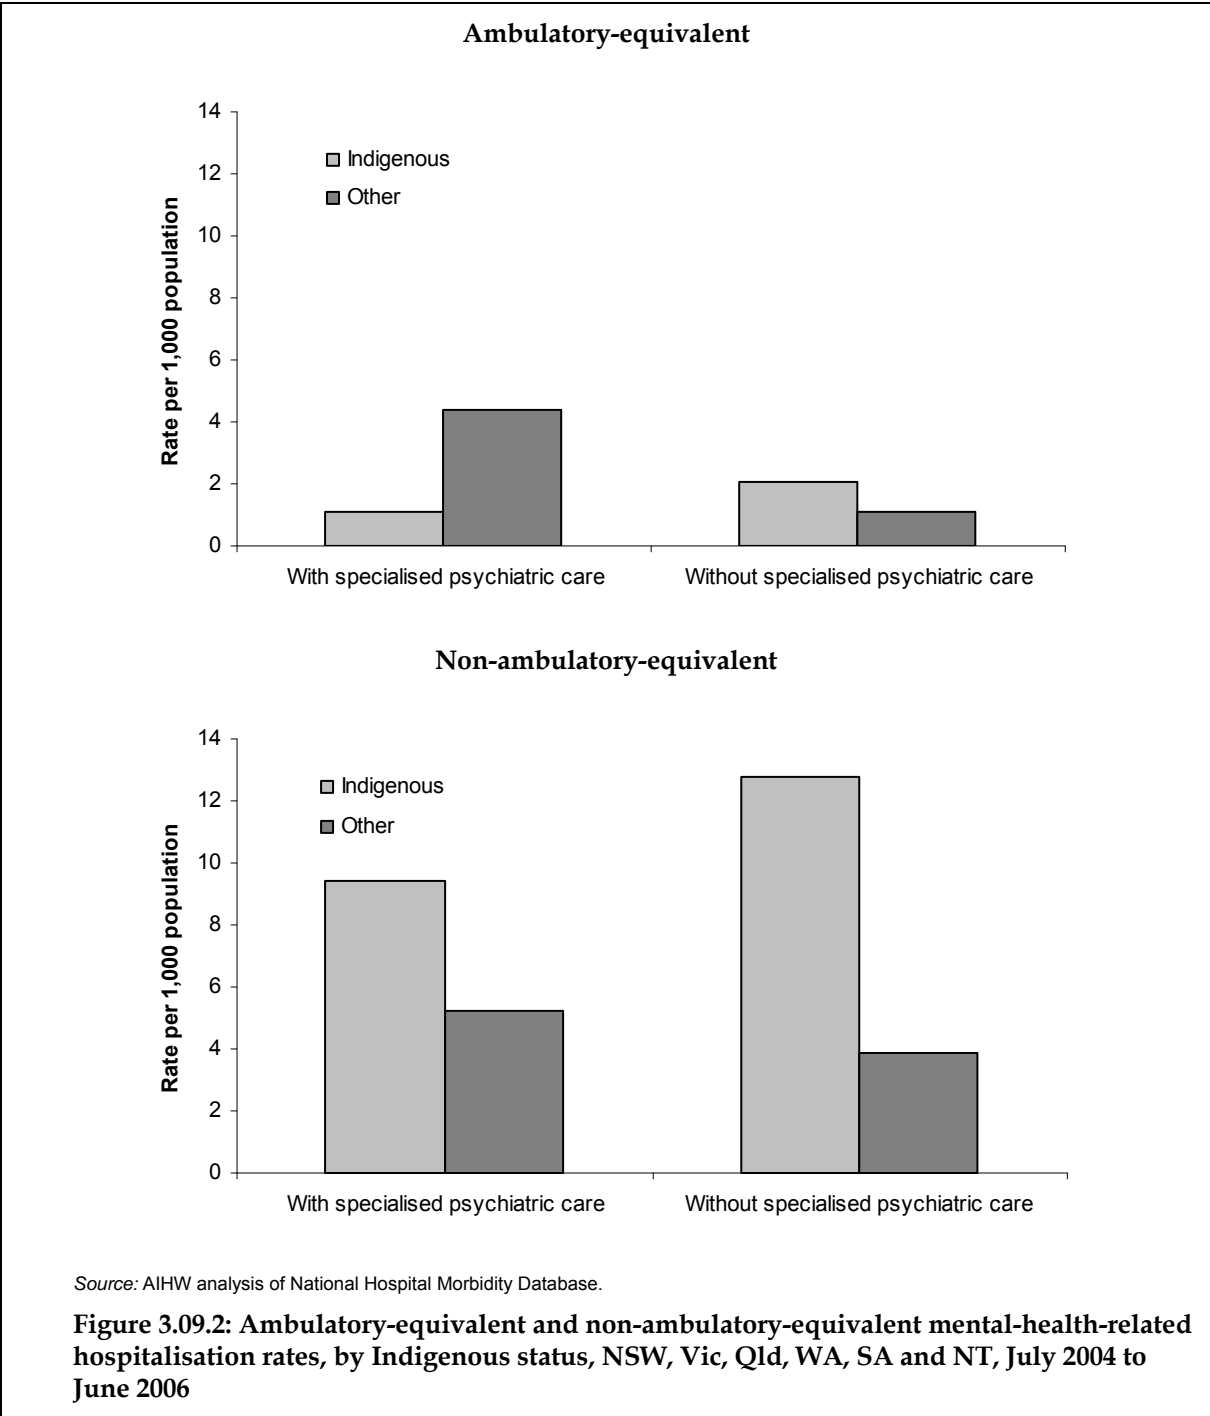 Ambulatory-equivalent
14
12
10
8
6
4
2
0
Rate per 1,000 population
Indigenous
Other
With specialised psychiatric care
Without specialised psychiatric care
Non-ambulatory-equivalent
14
12
10
8
6
4
2
0
Rate per 1,000 population
Indigenous
Other
With specialised psychiatric care
Without specialised psychiatric care
Source: AIHW analysis of National Hospital Morbidity Database.
Figure 3.09.2: Ambulatory-equivalent and non-ambulatory-equivalent mental-health-related
hospitalisation rates, by Indigenous status, NSW, Vic, Qld, WA, SA and NT, July 2004 to
June 2006